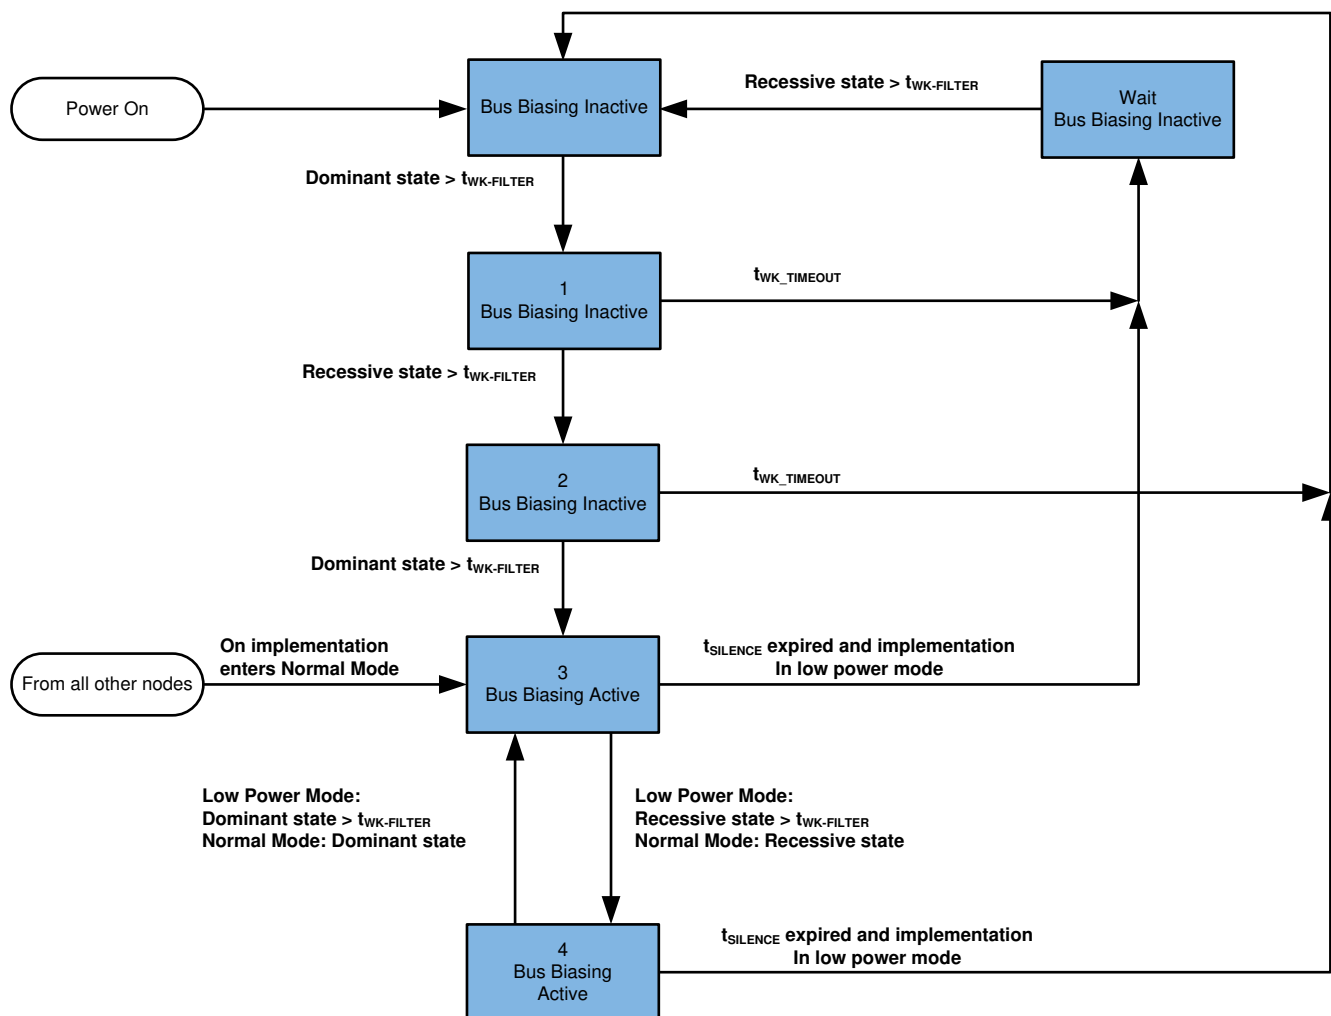 Power On
Bus Biasing Inactive
Recessive state > tWK-FILTER
Wait
Bus Biasing Inactive
Dominant state > tWK-FILTER
1
Bus Biasing Inactive
tWK_TIMEOUT
Recessive state > tWK-FILTER
2
Bus Biasing Inactive
tWK_TIMEOUT
Dominant state > tWK-FILTER
From all other nodes
On implementation
enters Normal Mode
3
Bus Biasing Active
tSILENCE expired and implementation
In low power mode
Low Power Mode:
Dominant state > tWK-FILTER
Normal Mode: Dominant state
Low Power Mode:
Recessive state > tWK-FILTER
Normal Mode: Recessive state
4
Bus Biasing
Active
tSILENCE expired and implementation
In low power mode